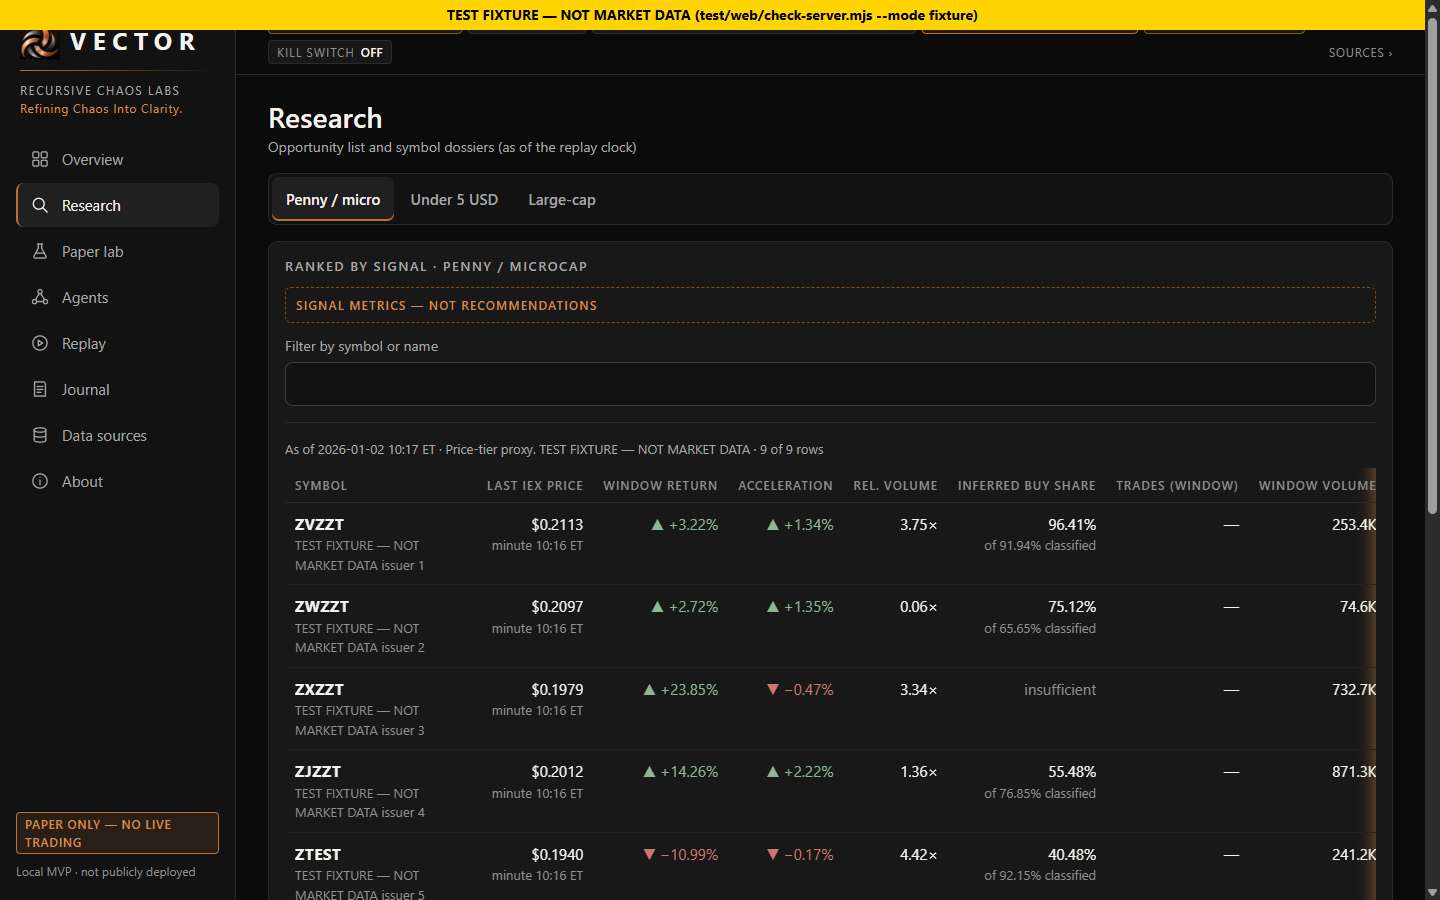 TEST FIXTURE — NOT MARKET DATA (test/web/check-server.mjs --mode fixture)
VECTOR
RECURSIVE CHAOS LABS
Refining Chaos Into Clarity.
Overview
Research
Paper lab
Agents
Replay
Journal
Data sources
About
PAPER ONLY — NO LIVE
TRADING
Local MVP · not publicly deployed
KILL SWITCH OFF
SOURCES ›
Research
Opportunity list and symbol dossiers (as of the replay clock)
Penny / micro Under 5 USD Large-cap
RANKED BY SIGNAL · PENNY / MICROCAP
SIGNAL METRICS — NOT RECOMMENDATIONS
Filter by symbol or name
As of 2026-01-02 10:17 ET · Price-tier proxy. TEST FIXTURE — NOT MARKET DATA · 9 of 9 rows
SYMBOL LAST IEX PRICE WINDOW RETURN ACCELERATION REL. VOLUME INFERRED BUY SHARE TRADES (WINDOW) WINDOW VOLUME
ZVZZT $0.2113 ▲ +3.22% ▲ +1.34% 3.75× 96.41% — 253.4K
TEST FIXTURE — NOT minute 10:16 ET of 91.94% classified
MARKET DATA issuer 1
ZWZZT $0.2097 ▲ +2.72% ▲ +1.35% 0.06× 75.12% — 74.6K
TEST FIXTURE — NOT minute 10:16 ET of 65.65% classified
MARKET DATA issuer 2
ZXZZT $0.1979 ▲ +23.85% ▼ −0.47% 3.34× insufficient — 732.7K
TEST FIXTURE — NOT minute 10:16 ET
MARKET DATA issuer 3
ZJZZT $0.2012 ▲ +14.26% ▲ +2.22% 1.36× 55.48% — 871.3K
TEST FIXTURE — NOT minute 10:16 ET of 76.85% classified
MARKET DATA issuer 4
ZTEST $0.1940 ▼ −10.99% ▼ −0.17% 4.42× 40.48% — 241.2K
TEST FIXTURE — NOT minute 10:16 ET of 92.15% classified
MARKET DATA issuer 5